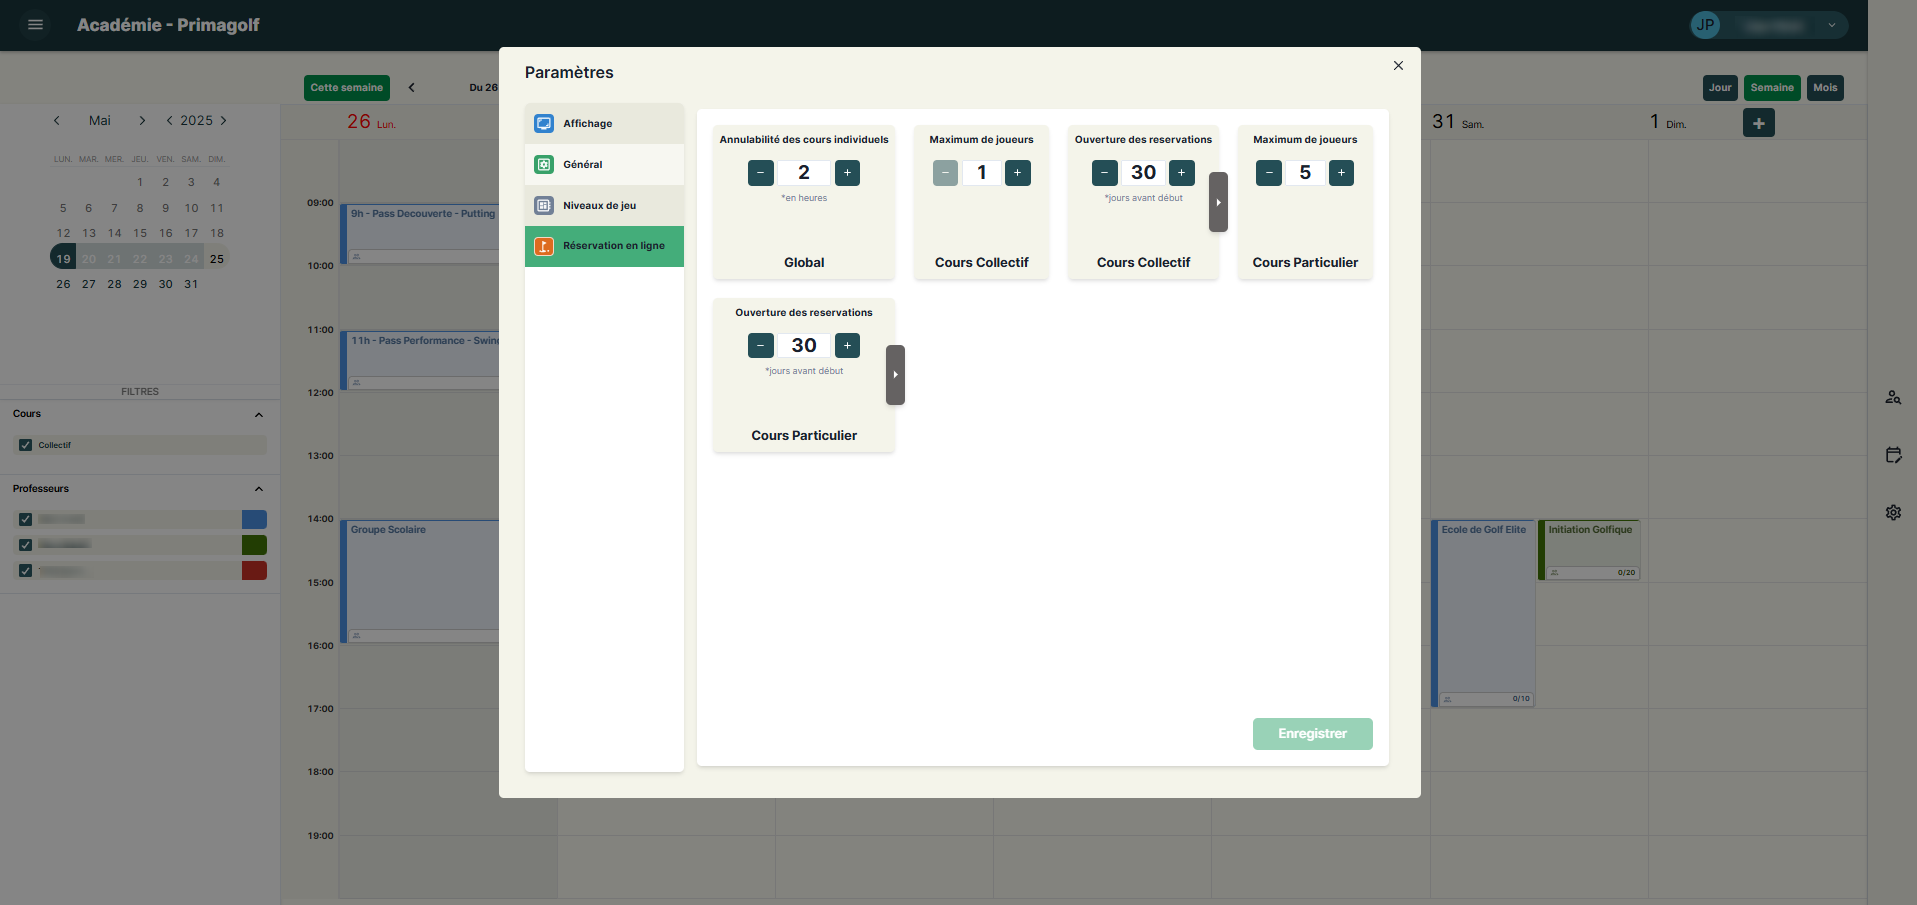 Académie - Primagolf
JP
Cette semaine
Du 26
Jour
Semaine
Mois
Mai
2025
LUN. MAR. MER. JEU. VEN. SAM. DIM.
1 2 3 4
5 6 7 8 9 10 11
12 13 14 15 16 17 18
19 20 21 22 23 24 25
26 27 28 29 30 31
FILTRES
Cours
Collectif
Professeurs
26 Lun.
31 Sam.
1 Dim.
+
09:00
10:00
11:00
12:00
13:00
14:00
15:00
16:00
17:00
18:00
19:00
9h - Pass Decouverte - Putting
11h - Pass Performance - Swing
Groupe Scolaire
Ecole de Golf Elite
0/10
Initiation Golfique
0/20
Paramètres
Affichage
Général
Niveaux de jeu
Réservation en ligne
Annulabilité des cours individuels
− 2 +
*en heures
Global
Maximum de joueurs
− 1 +
Cours Collectif
Ouverture des reservations
− 30 +
*jours avant début
Cours Collectif
Maximum de joueurs
− 5 +
Cours Particulier
Ouverture des reservations
− 30 +
*jours avant début
Cours Particulier
Enregistrer